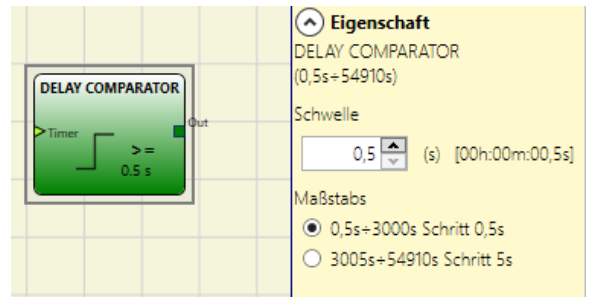 DELAY COMPARATOR
Timer
Out
>=
0.5 s
Eigenschaft
DELAY COMPARATOR
(0,5s÷54910s)
Schwelle
0,5 (s) [00h:00m:00,5s]
Maßstabs
0,5s÷3000s Schritt 0,5s
3005s÷54910s Schritt 5s